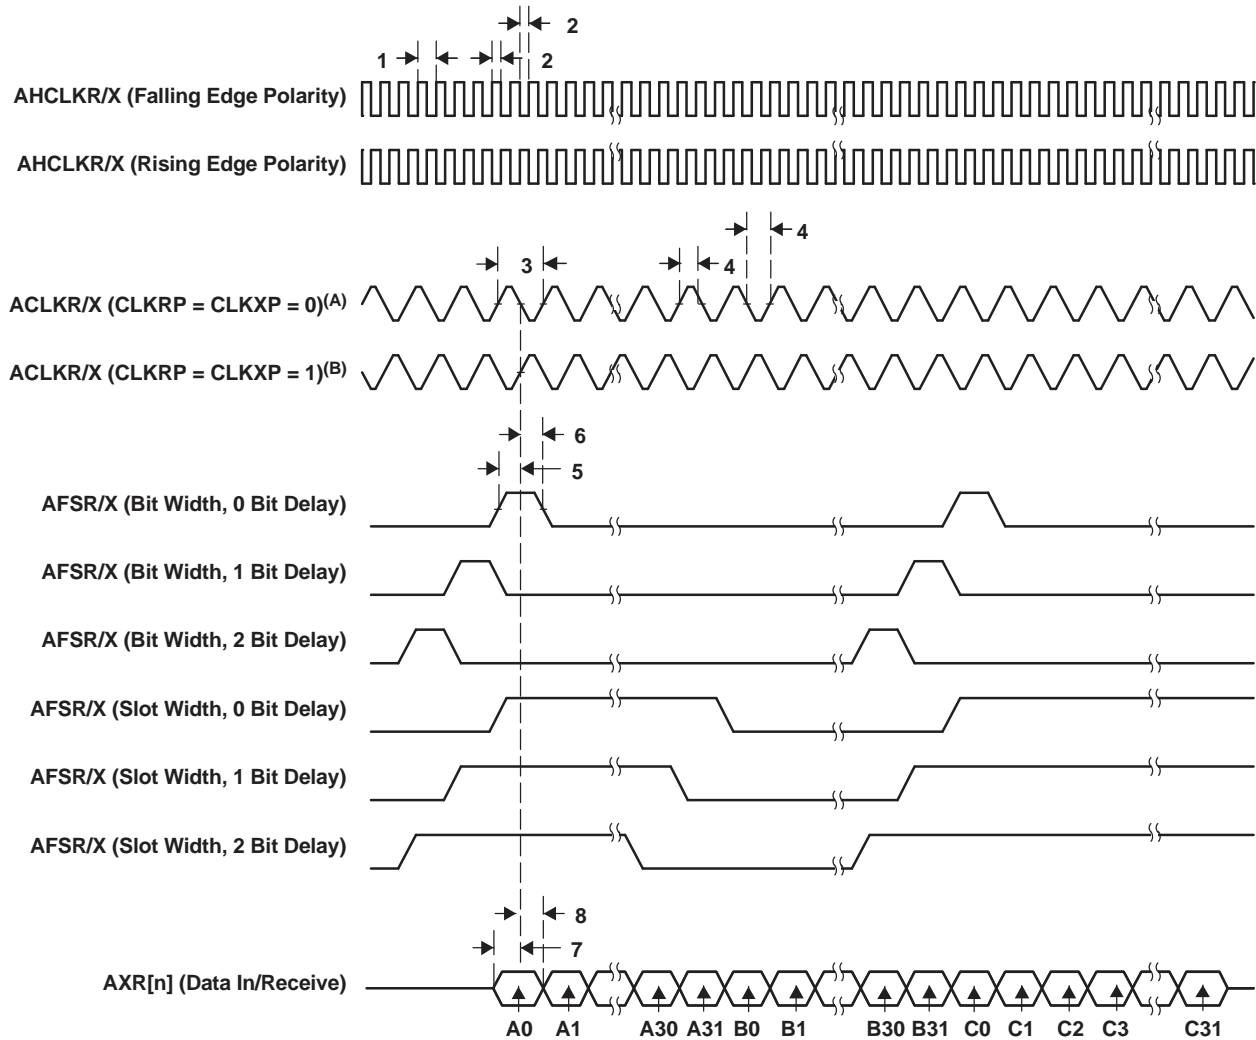 2
1
2
AHCLKR/X (Falling Edge Polarity)
AHCLKR/X (Rising Edge Polarity)
4
3
4
ACLKR/X (CLKRP = CLKXP = 0)(A)
ACLKR/X (CLKRP = CLKXP = 1)(B)
6
5
AFSR/X (Bit Width, 0 Bit Delay)
AFSR/X (Bit Width, 1 Bit Delay)
AFSR/X (Bit Width, 2 Bit Delay)
AFSR/X (Slot Width, 0 Bit Delay)
AFSR/X (Slot Width, 1 Bit Delay)
AFSR/X (Slot Width, 2 Bit Delay)
8
7
AXR[n] (Data In/Receive)
A0 A1 A30 A31 B0 B1 B30 B31 C0 C1 C2 C3 C31